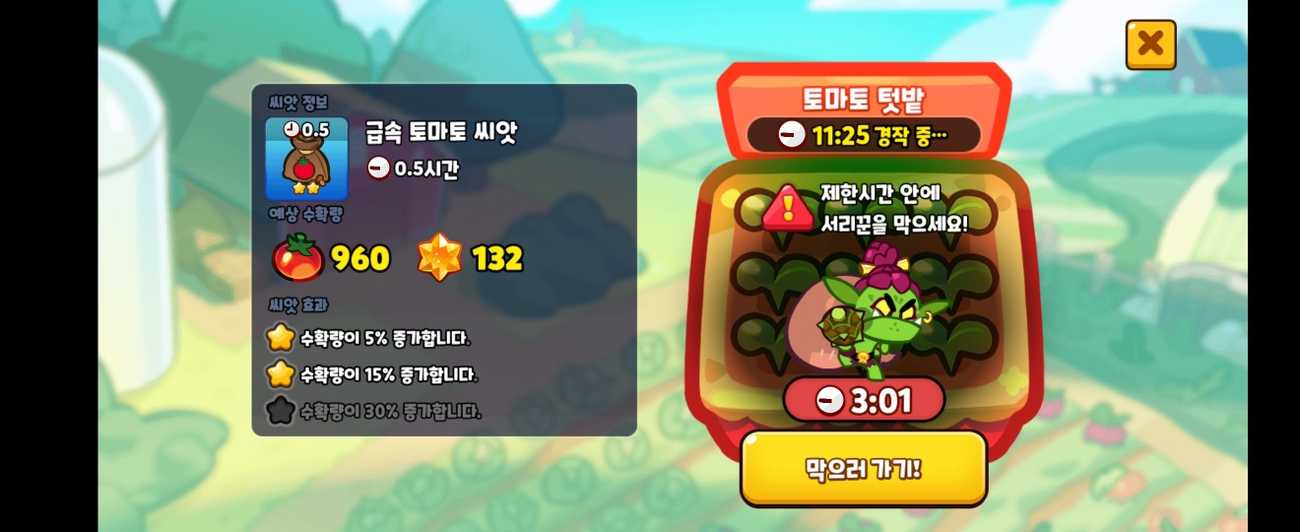 씨앗 정보
0.5
급속 토마토 씨앗
0.5시간
예상 수확량
960
132
씨앗 효과
수확량이 5% 증가합니다.
수확량이 15% 증가합니다.
수확량이 30% 증가합니다.
토마토 텃밭
11:25 경작 중…
제한시간 안에
서리꾼을 막으세요!
3:01
막으러 가기!